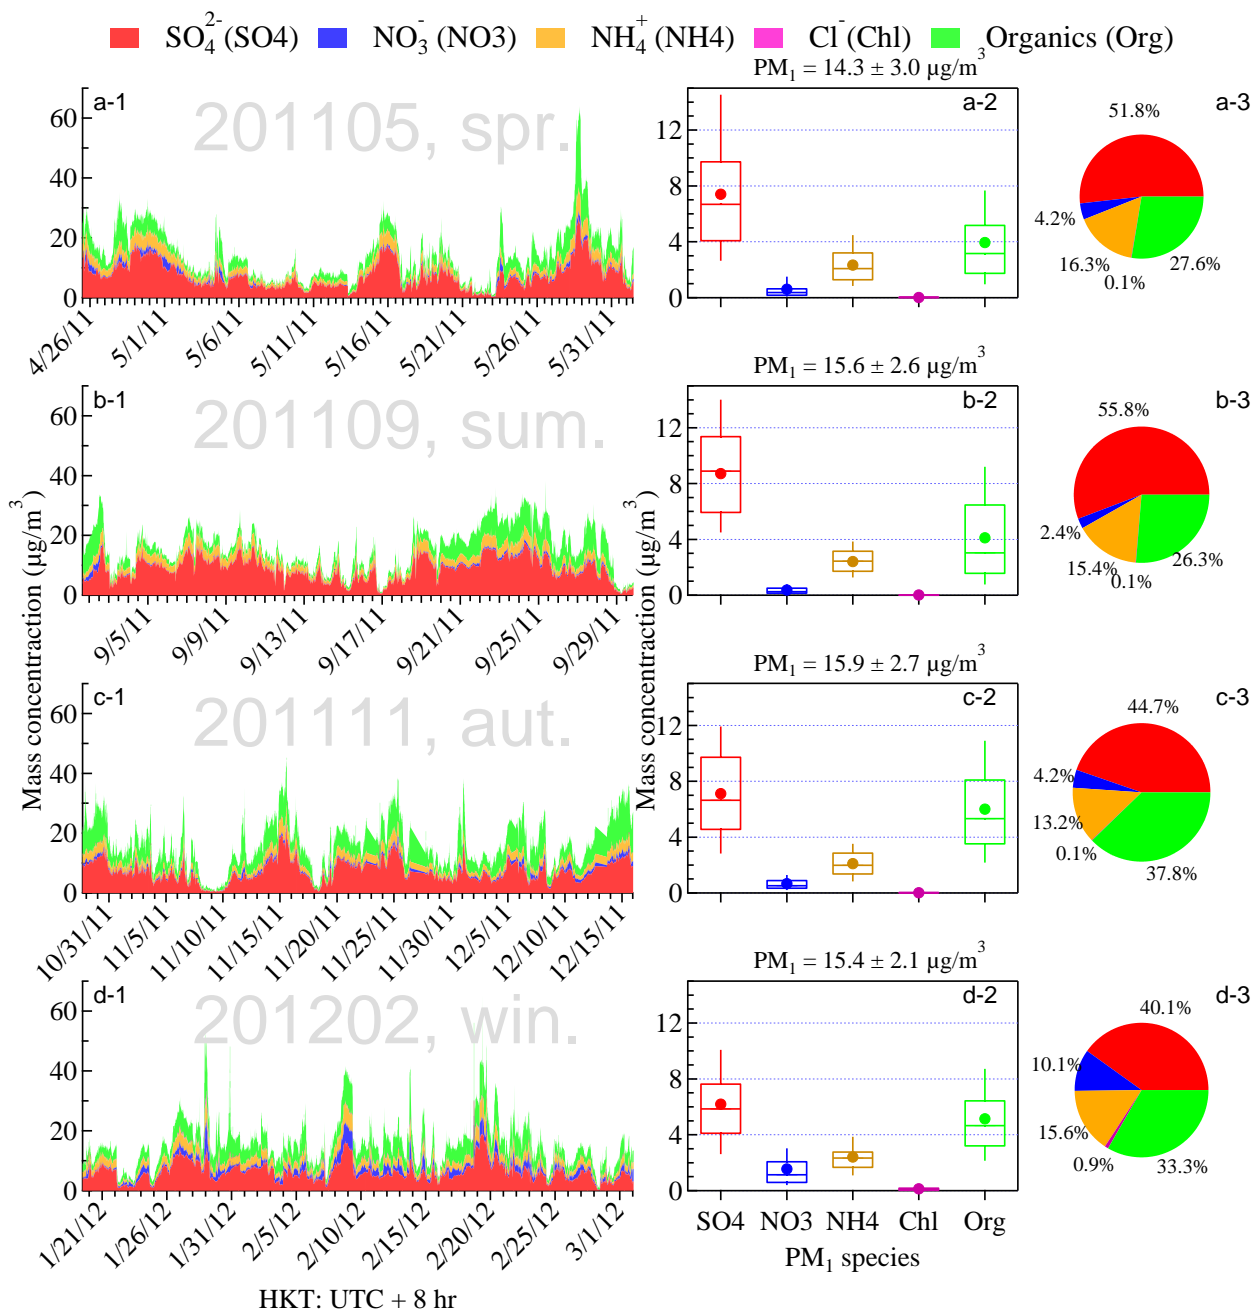 SO₄²⁻ (SO4) NO₃⁻ (NO3) NH₄⁺ (NH4) Cl⁻ (Chl) Organics (Org)
a-1
201105, spr.
60
40
20
0
4/26/11 5/1/11 5/6/11 5/11/11 5/16/11 5/21/11 5/26/11 5/31/11
PM₁ = 14.3 ± 3.0 µg/m³
a-2
12
8
4
0
a-3
51.8%
4.2%
16.3%
0.1%
27.6%
b-1
201109, sum.
60
40
20
0
9/5/11 9/9/11 9/13/11 9/17/11 9/21/11 9/25/11 9/29/11
PM₁ = 15.6 ± 2.6 µg/m³
b-2
12
8
4
0
b-3
55.8%
2.4%
15.4%
0.1%
26.3%
Mass concentration (µg/m³)
Mass concentration (µg/m³)
c-1
201111, aut.
60
40
20
0
10/31/11 11/5/11 11/10/11 11/15/11 11/20/11 11/25/11 11/30/11 12/5/11 12/10/11 12/15/11
PM₁ = 15.9 ± 2.7 µg/m³
c-2
12
8
4
0
c-3
44.7%
4.2%
13.2%
0.1%
37.8%
d-1
201202, win.
60
40
20
0
1/21/12 1/26/12 1/31/12 2/5/12 2/10/12 2/15/12 2/20/12 2/25/12 3/1/12
HKT: UTC + 8 hr
PM₁ = 15.4 ± 2.1 µg/m³
d-2
12
8
4
0
SO4 NO3 NH4 Chl Org
PM₁ species
d-3
40.1%
10.1%
15.6%
0.9%
33.3%